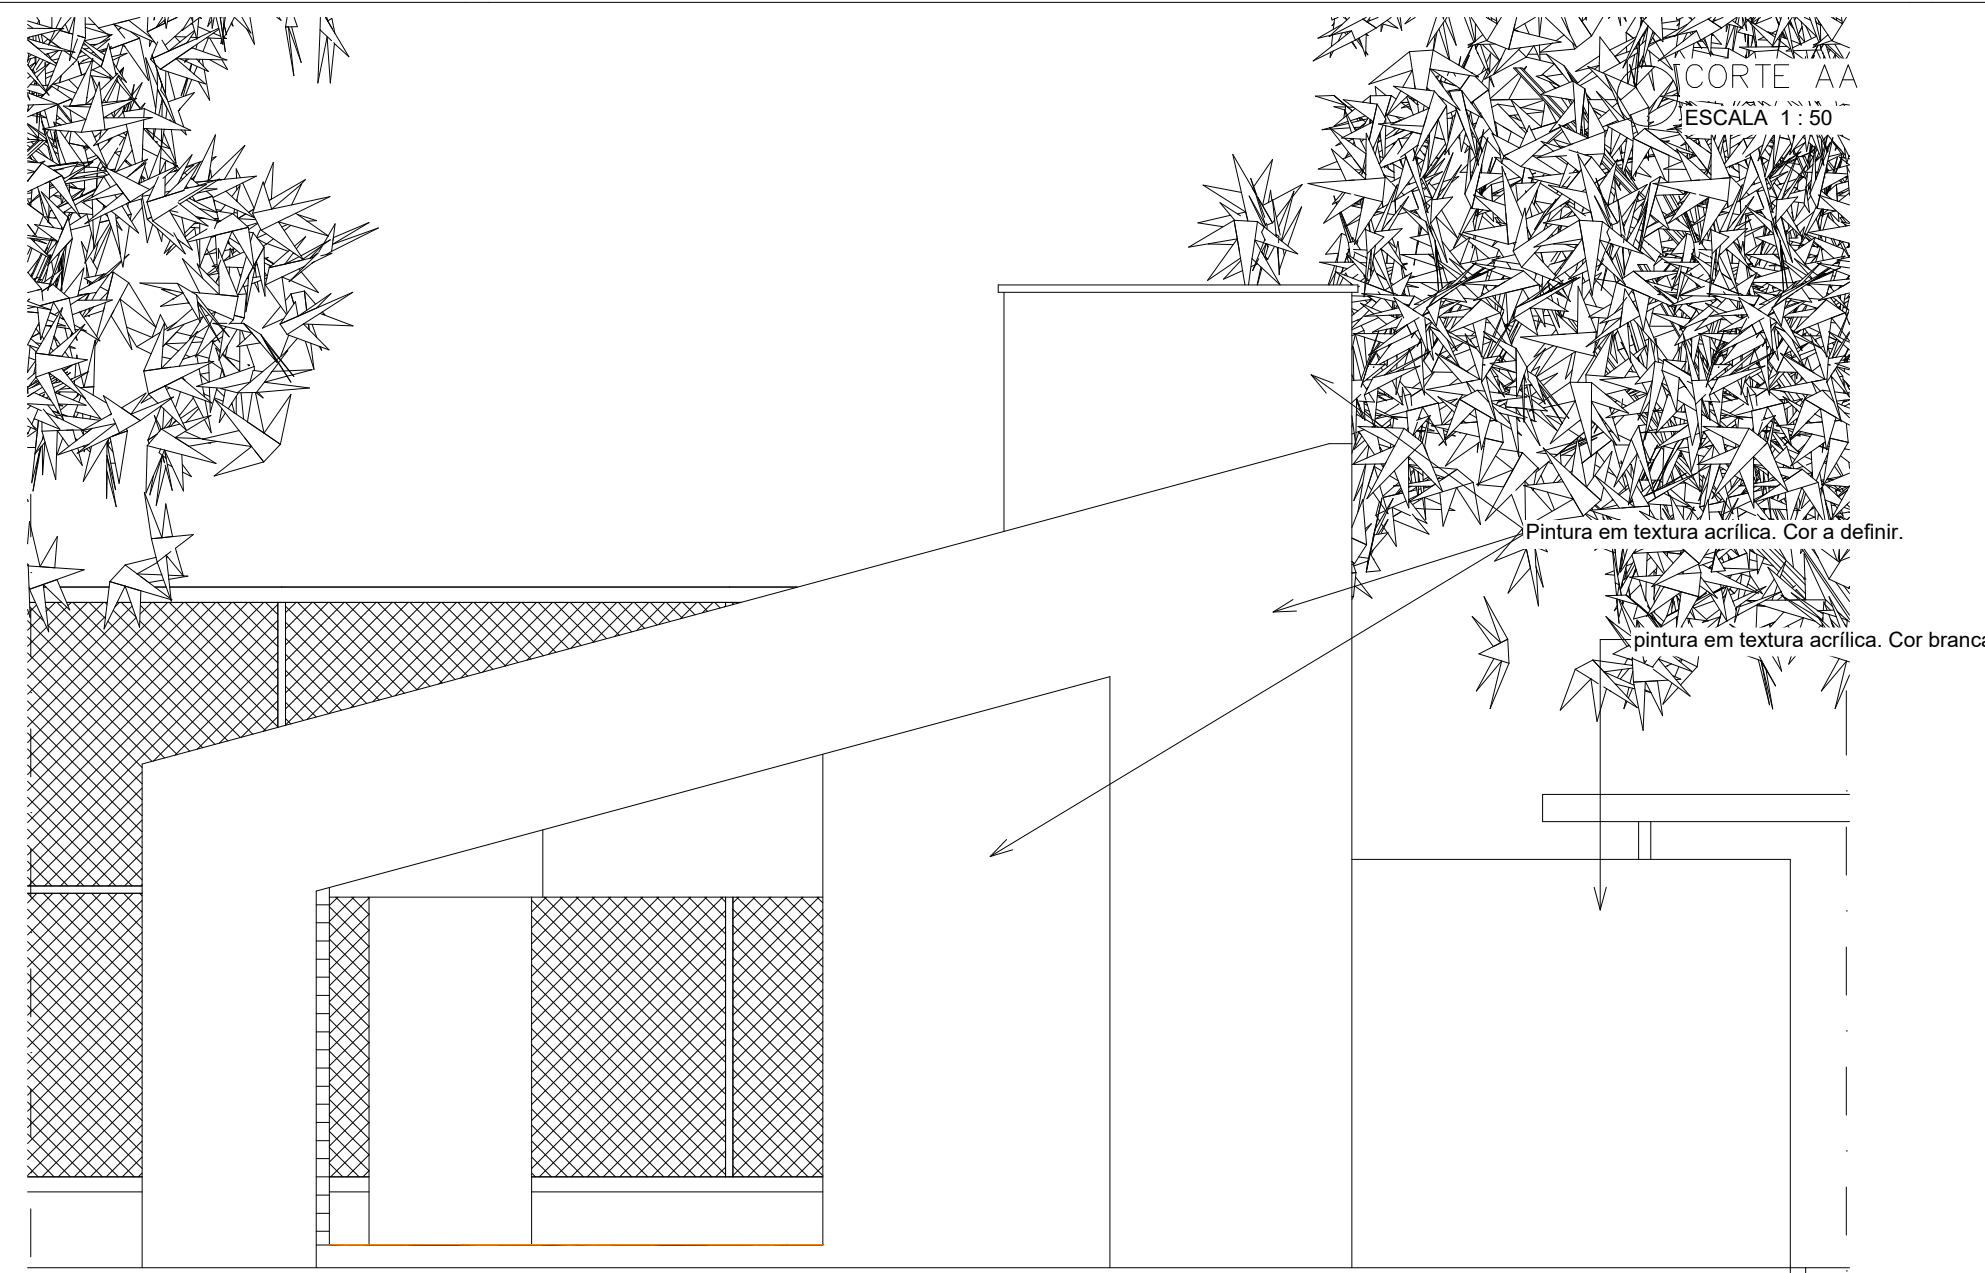 CORTE AA
ESCALA 1 : 50
Pintura em textura acrílica. Cor a definir.
pintura em textura acrílica. Cor branca